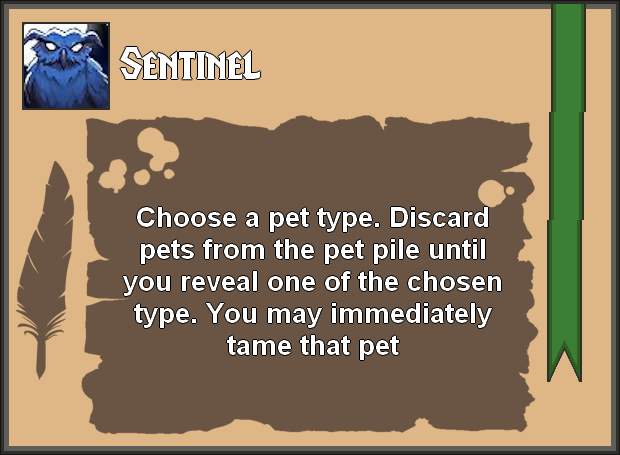 Sentinel
Choose a pet type. Discard
pets from the pet pile until
you reveal one of the chosen
type. You may immediately
tame that pet